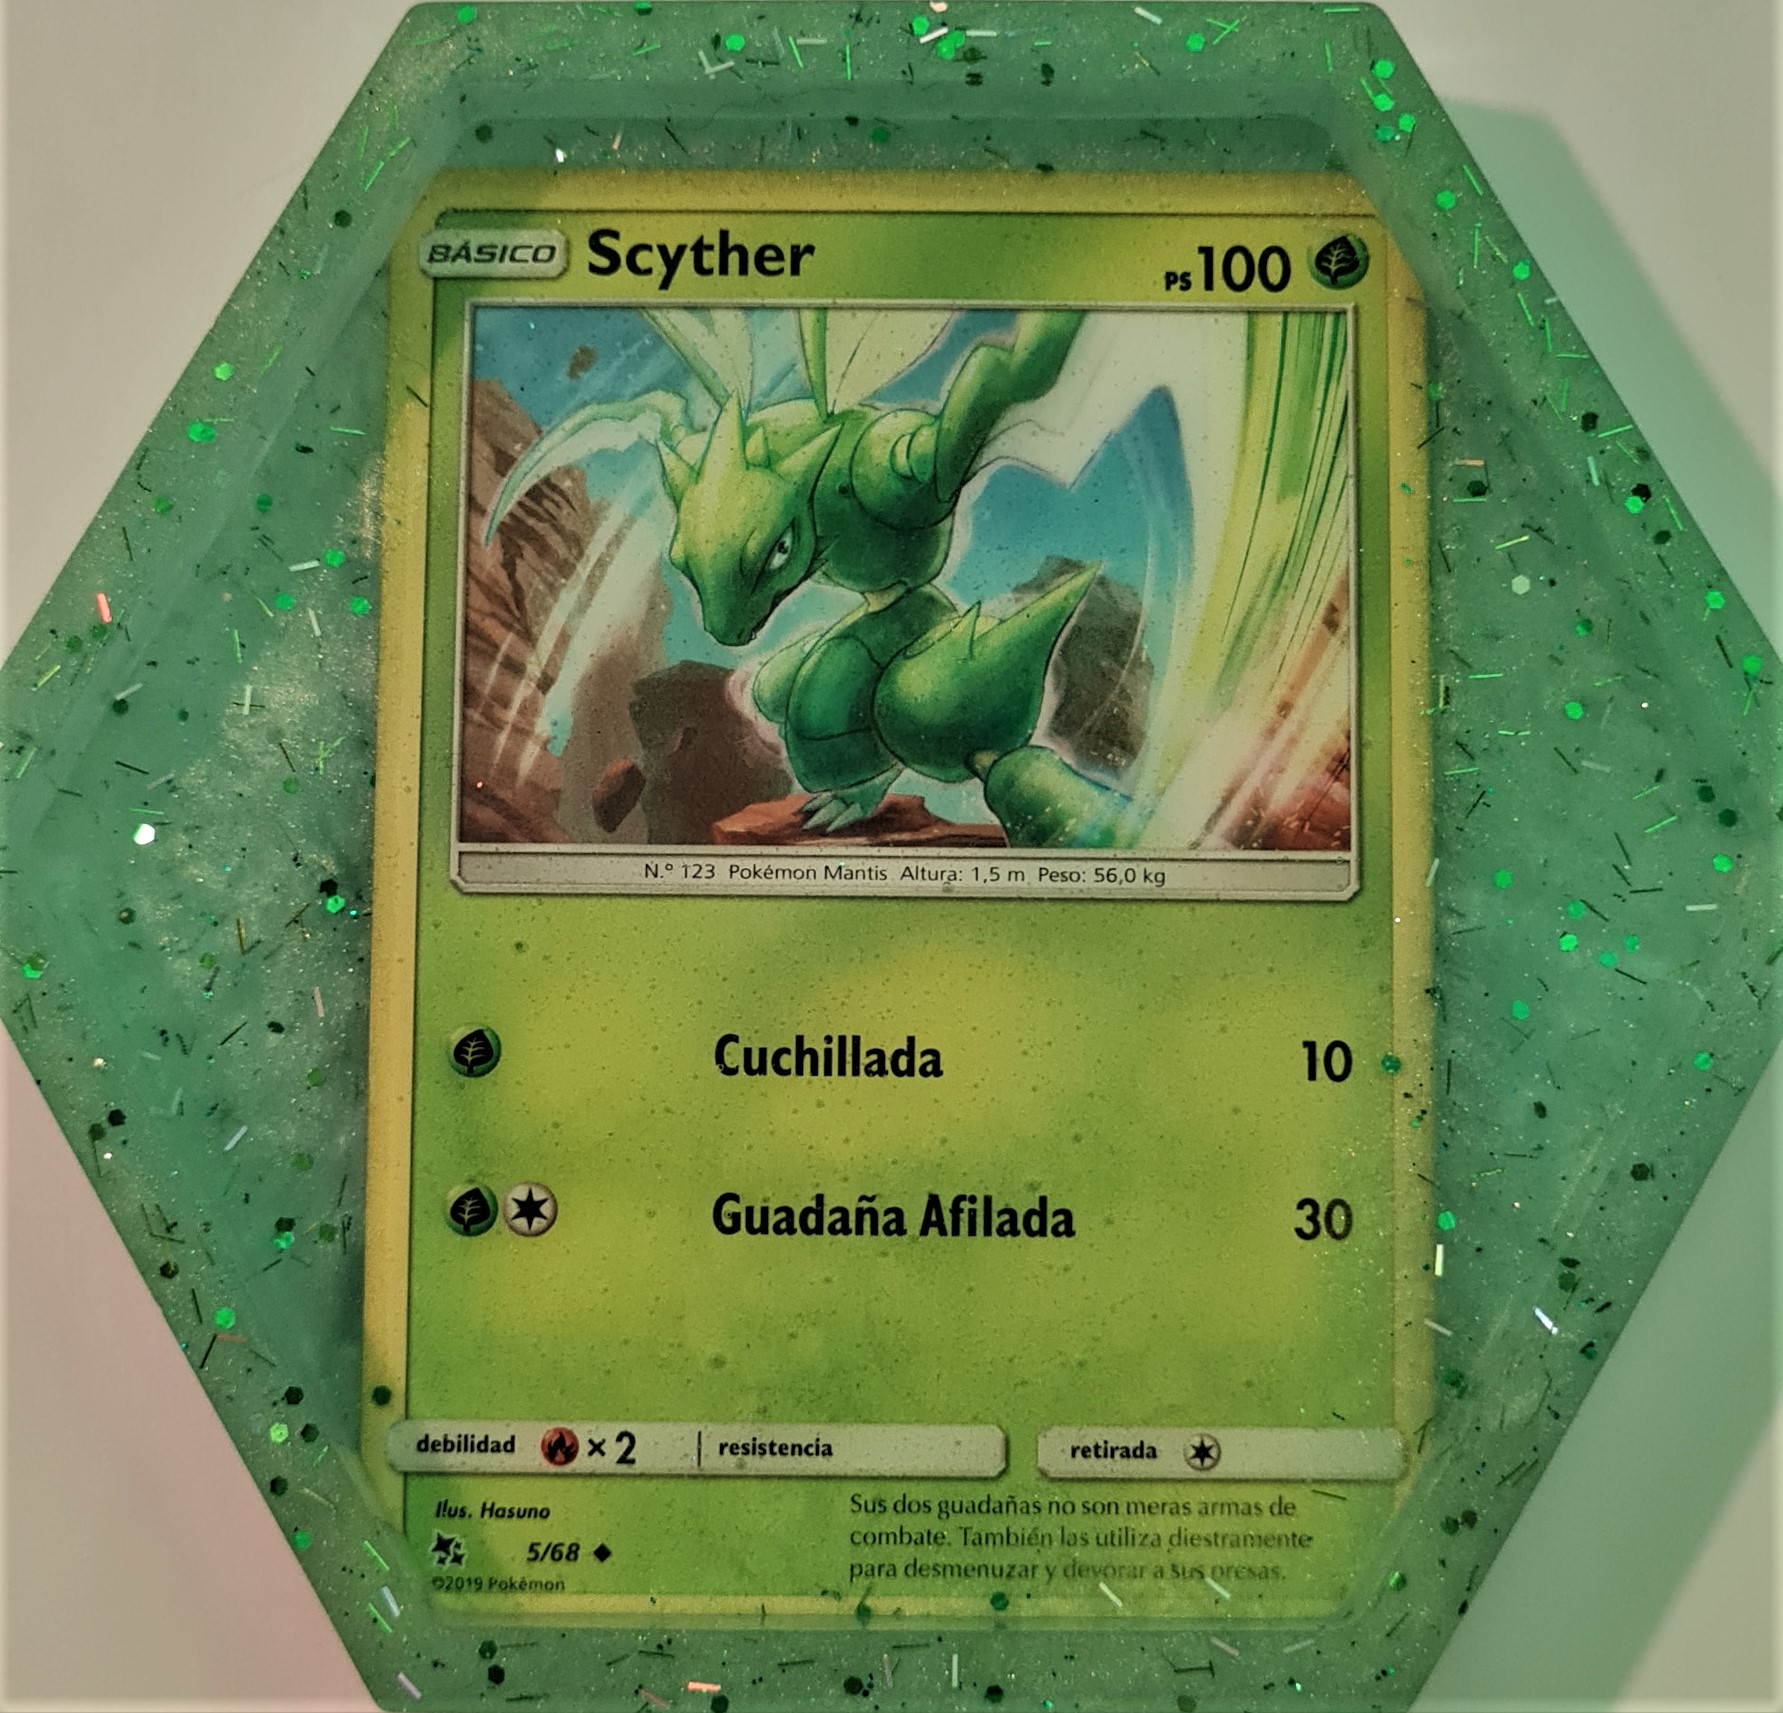 BÁSICO Scyther PS 100
N.º 123 Pokémon Mantis Altura: 1,5 m Peso: 56,0 kg
Cuchillada 10
Guadaña Afilada 30
debilidad × 2 resistencia retirada
Ilus. Hasuno
5/68
©2019 Pokémon
Sus dos guadañas no son meras armas de
combate. También las utiliza diestramente
para desmenuzar y devorar a sus presas.